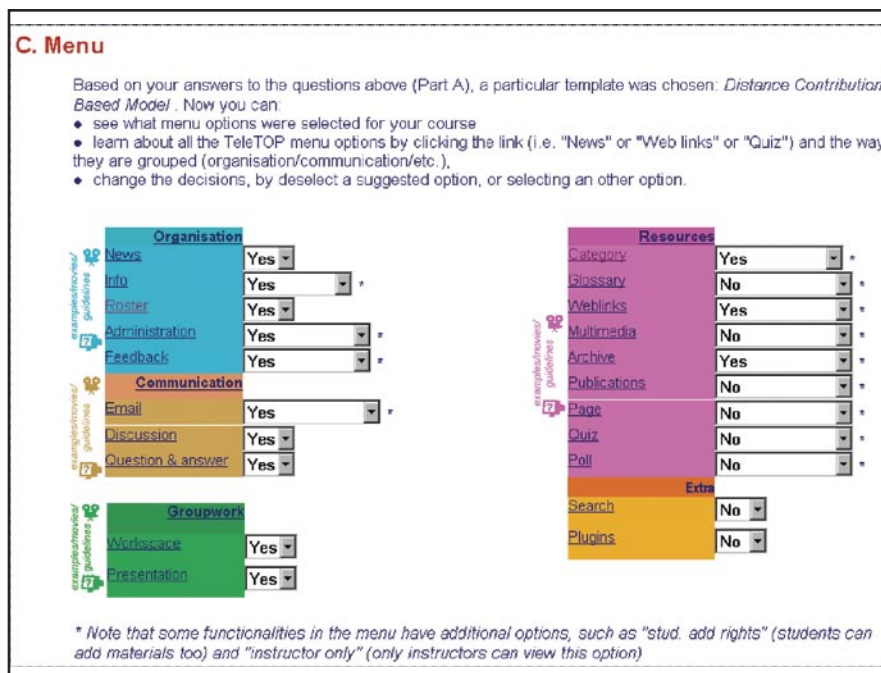 C. Menu
Based on your answers to the questions above (Part A), a particular template was chosen: Distance Contribution
Based Model . Now you can:
• see what menu options were selected for your course
• learn about all the TeleTOP menu options by clicking the link (i.e. "News" or "Web links" or "Quiz") and the way
they are grouped (organisation/communication/etc.),
• change the decisions, by deselect a suggested option, or selecting an other option.
examples/movies/
guidelines
Organisation
News Yes
Info Yes *
Roster Yes
Administration Yes *
Feedback Yes *
examples/movies/
guidelines
Communication
Email Yes *
Discussion Yes
Question & answer Yes
examples/movies/
guidelines
Groupwork
Workspace Yes
Presentation Yes
examples/movies/
guidelines
Resources
Category Yes *
Glossary No *
Weblinks Yes *
Multimedia No *
Archive Yes *
Publications No *
Page No *
Quiz No *
Poll No *
Extra
Search No
Plugins No
* Note that some functionalities in the menu have additional options, such as "stud. add rights" (students can
add materials too) and "instructor only" (only instructors can view this option)